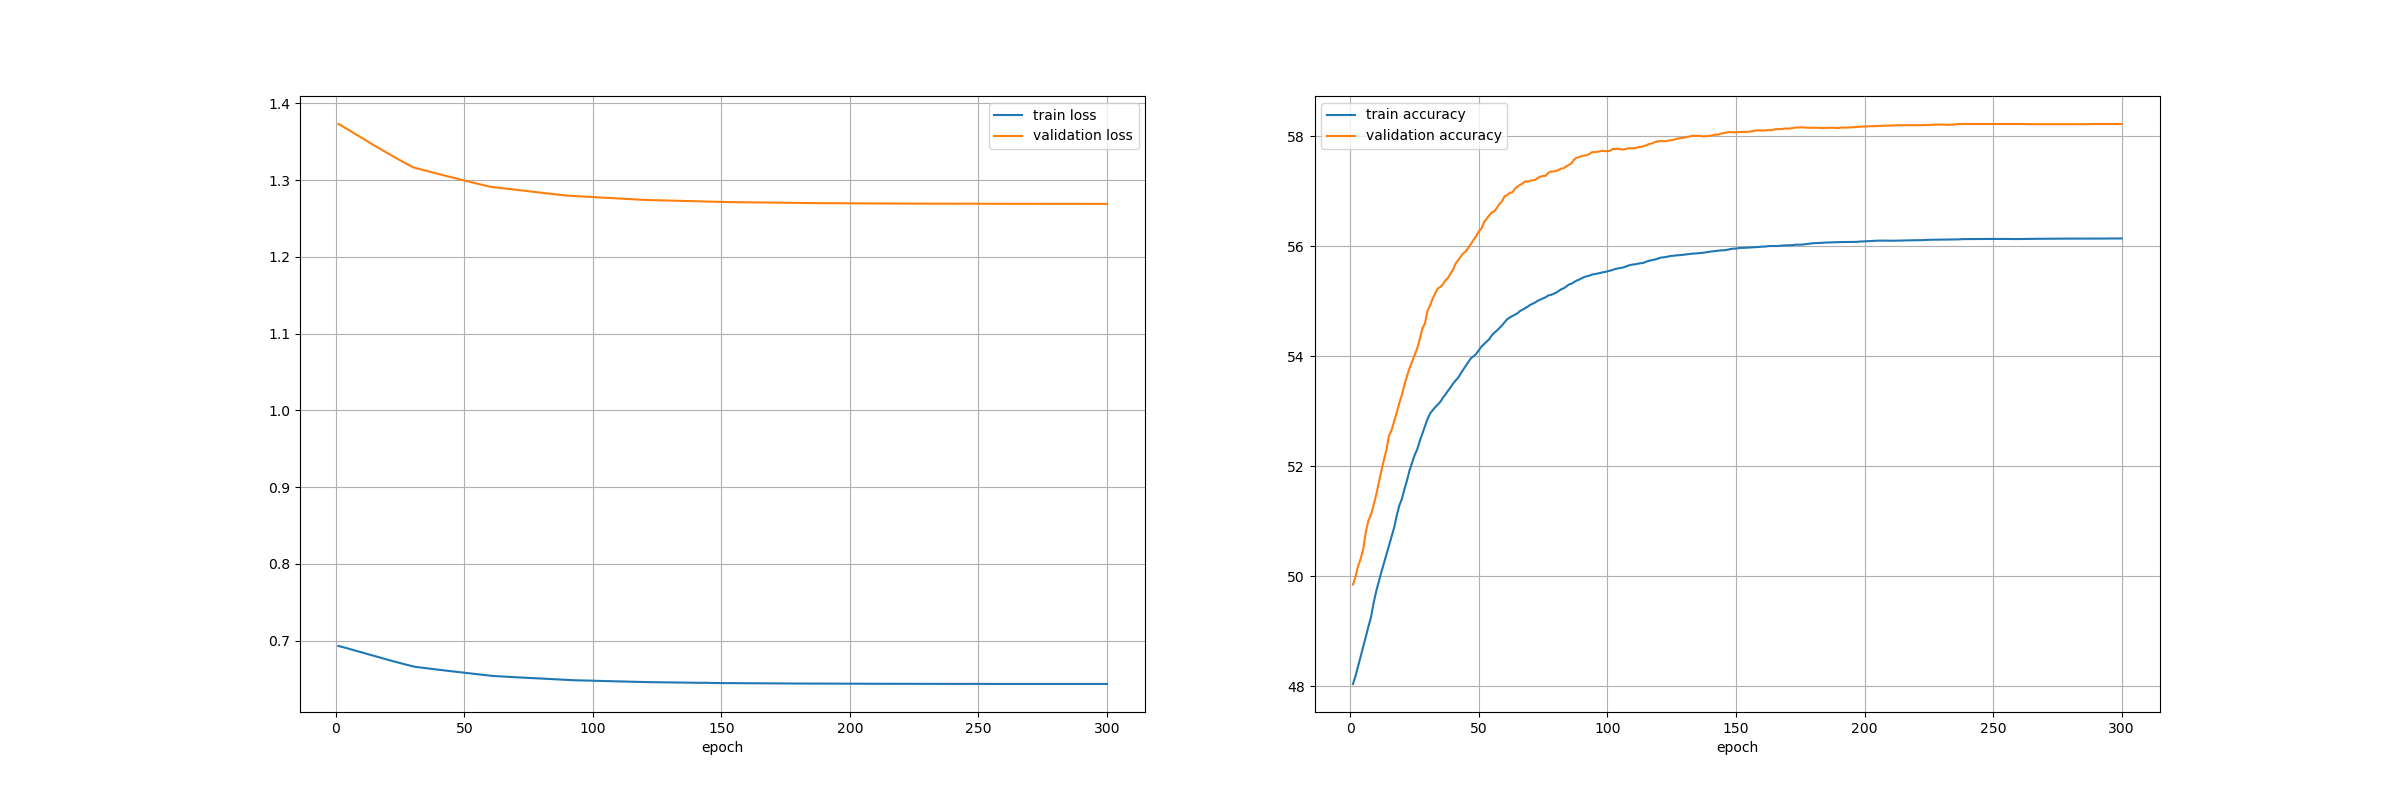 1.4
1.3
1.2
1.1
1.0
0.9
0.8
0.7
0 50 100 150 200 250 300
epoch
train loss
validation loss
58
56
54
52
50
48
0 50 100 150 200 250 300
epoch
train accuracy
validation accuracy